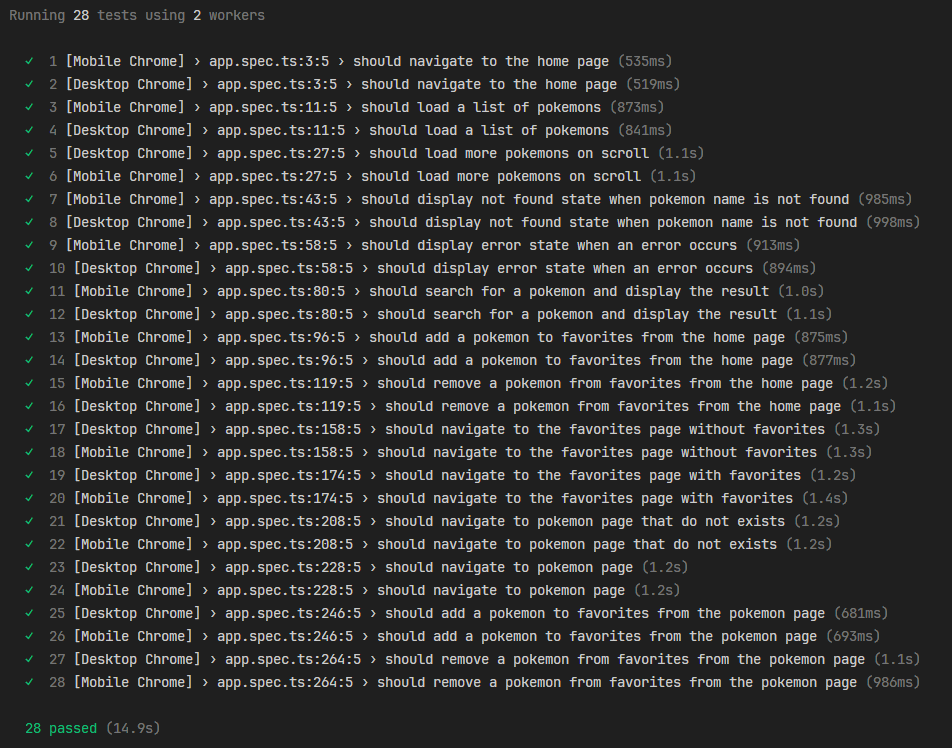 Running 28 tests using 2 workers
✓ 1 [Mobile Chrome] › app.spec.ts:3:5 › should navigate to the home page (535ms)
✓ 2 [Desktop Chrome] › app.spec.ts:3:5 › should navigate to the home page (519ms)
✓ 3 [Mobile Chrome] › app.spec.ts:11:5 › should load a list of pokemons (873ms)
✓ 4 [Desktop Chrome] › app.spec.ts:11:5 › should load a list of pokemons (841ms)
✓ 5 [Desktop Chrome] › app.spec.ts:27:5 › should load more pokemons on scroll (1.1s)
✓ 6 [Mobile Chrome] › app.spec.ts:27:5 › should load more pokemons on scroll (1.1s)
✓ 7 [Mobile Chrome] › app.spec.ts:43:5 › should display not found state when pokemon name is not found (985ms)
✓ 8 [Desktop Chrome] › app.spec.ts:43:5 › should display not found state when pokemon name is not found (998ms)
✓ 9 [Mobile Chrome] › app.spec.ts:58:5 › should display error state when an error occurs (913ms)
✓ 10 [Desktop Chrome] › app.spec.ts:58:5 › should display error state when an error occurs (894ms)
✓ 11 [Mobile Chrome] › app.spec.ts:80:5 › should search for a pokemon and display the result (1.0s)
✓ 12 [Desktop Chrome] › app.spec.ts:80:5 › should search for a pokemon and display the result (1.1s)
✓ 13 [Mobile Chrome] › app.spec.ts:96:5 › should add a pokemon to favorites from the home page (875ms)
✓ 14 [Desktop Chrome] › app.spec.ts:96:5 › should add a pokemon to favorites from the home page (877ms)
✓ 15 [Mobile Chrome] › app.spec.ts:119:5 › should remove a pokemon from favorites from the home page (1.2s)
✓ 16 [Desktop Chrome] › app.spec.ts:119:5 › should remove a pokemon from favorites from the home page (1.1s)
✓ 17 [Desktop Chrome] › app.spec.ts:158:5 › should navigate to the favorites page without favorites (1.3s)
✓ 18 [Mobile Chrome] › app.spec.ts:158:5 › should navigate to the favorites page without favorites (1.3s)
✓ 19 [Desktop Chrome] › app.spec.ts:174:5 › should navigate to the favorites page with favorites (1.2s)
✓ 20 [Mobile Chrome] › app.spec.ts:174:5 › should navigate to the favorites page with favorites (1.4s)
✓ 21 [Desktop Chrome] › app.spec.ts:208:5 › should navigate to pokemon page that do not exists (1.2s)
✓ 22 [Mobile Chrome] › app.spec.ts:208:5 › should navigate to pokemon page that do not exists (1.2s)
✓ 23 [Desktop Chrome] › app.spec.ts:228:5 › should navigate to pokemon page (1.2s)
✓ 24 [Mobile Chrome] › app.spec.ts:228:5 › should navigate to pokemon page (1.2s)
✓ 25 [Desktop Chrome] › app.spec.ts:246:5 › should add a pokemon to favorites from the pokemon page (681ms)
✓ 26 [Mobile Chrome] › app.spec.ts:246:5 › should add a pokemon to favorites from the pokemon page (693ms)
✓ 27 [Desktop Chrome] › app.spec.ts:264:5 › should remove a pokemon from favorites from the pokemon page (1.1s)
✓ 28 [Mobile Chrome] › app.spec.ts:264:5 › should remove a pokemon from favorites from the pokemon page (986ms)
28 passed (14.9s)